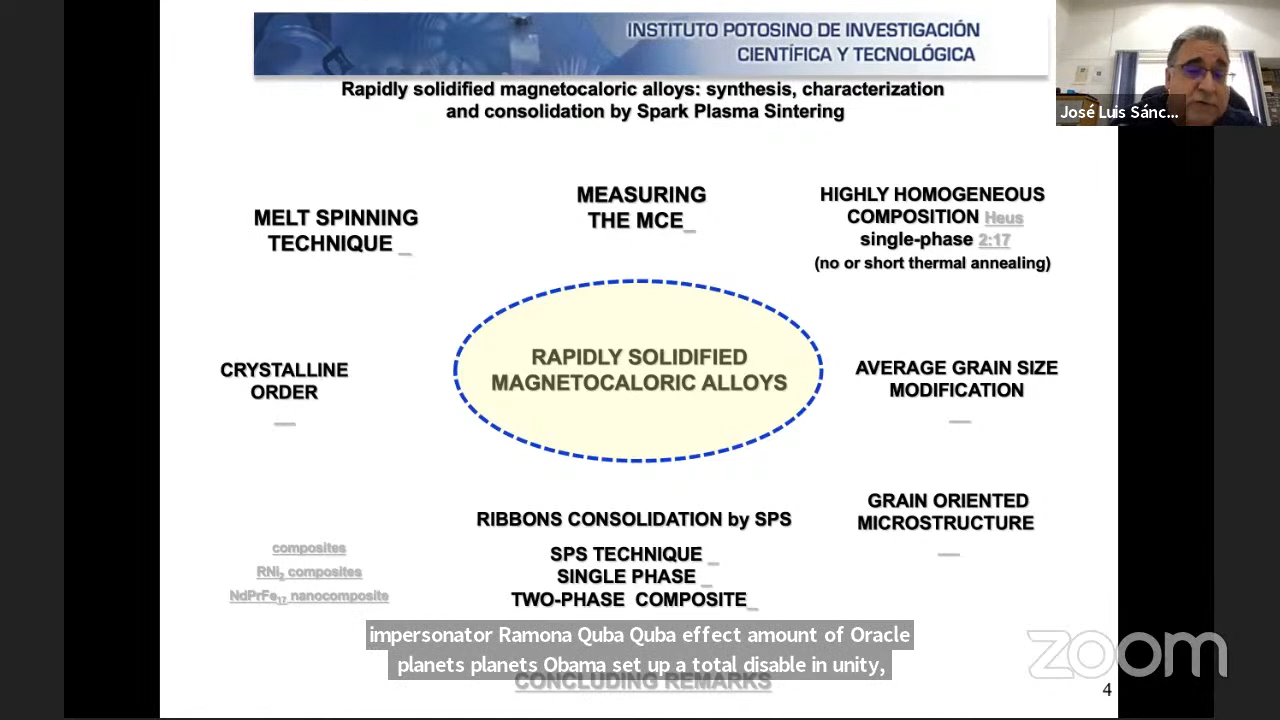 INSTITUTO POTOSINO DE INVESTIGACIÓN
CIENTÍFICA Y TECNOLÓGICA
Rapidly solidified magnetocaloric alloys: synthesis, characterization
and consolidation by Spark Plasma Sintering
José Luis Sánc...
MELT SPINNING
TECHNIQUE _
MEASURING
THE MCE_
HIGHLY HOMOGENEOUS
COMPOSITION Heus
single-phase 2:17
(no or short thermal annealing)
CRYSTALLINE
ORDER
RAPIDLY SOLIDIFIED
MAGNETOCALORIC ALLOYS
AVERAGE GRAIN SIZE
MODIFICATION
GRAIN ORIENTED
MICROSTRUCTURE
RIBBONS CONSOLIDATION by SPS
SPS TECHNIQUE _
SINGLE PHASE _
TWO-PHASE COMPOSITE_
composites
RNi₂ composites
NdPrFe₁₇ nanocomposite
impersonator Ramona Quba Quba effect amount of Oracle
planets planets Obama set up a total disable in unity,
CONCLUDING REMARKS
zoom
4